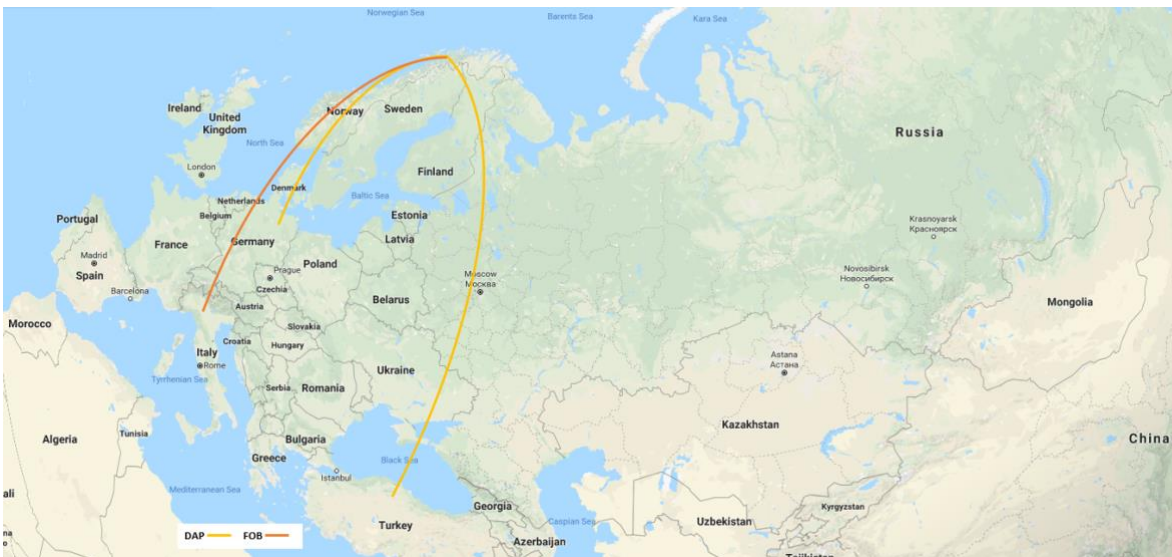 Norwegian Sea
Barents Sea
Kara Sea
Ireland
United
Kingdom
Norway
Sweden
Russia
North Sea
London
Finland
Denmark
Baltic Sea
Netherlands
Belgium
Portugal
Estonia
Krasnoyarsk
Красноярск
France
Germany
Latvia
Madrid
Spain
Prague
Poland
Moscow
Москва
Novosibirsk
Новосибирск
Czechia
Barcelona
Belarus
Mongolia
Austria
Morocco
Slovakia
Croatia
Hungary
Italy
Rome
Astana
Астана
Ukraine
Tyrrhenian Sea
Serbia
Romania
Kazakhstan
Algeria
Tunisia
Bulgaria
China
Greece
Black Sea
Istanbul
Mediterranean Sea
ali
Georgia
Kyrgyzstan
Caspian Sea
Uzbekistan
Turkey
na
o
DAP
FOB
Azerbaijan
Tajikistan